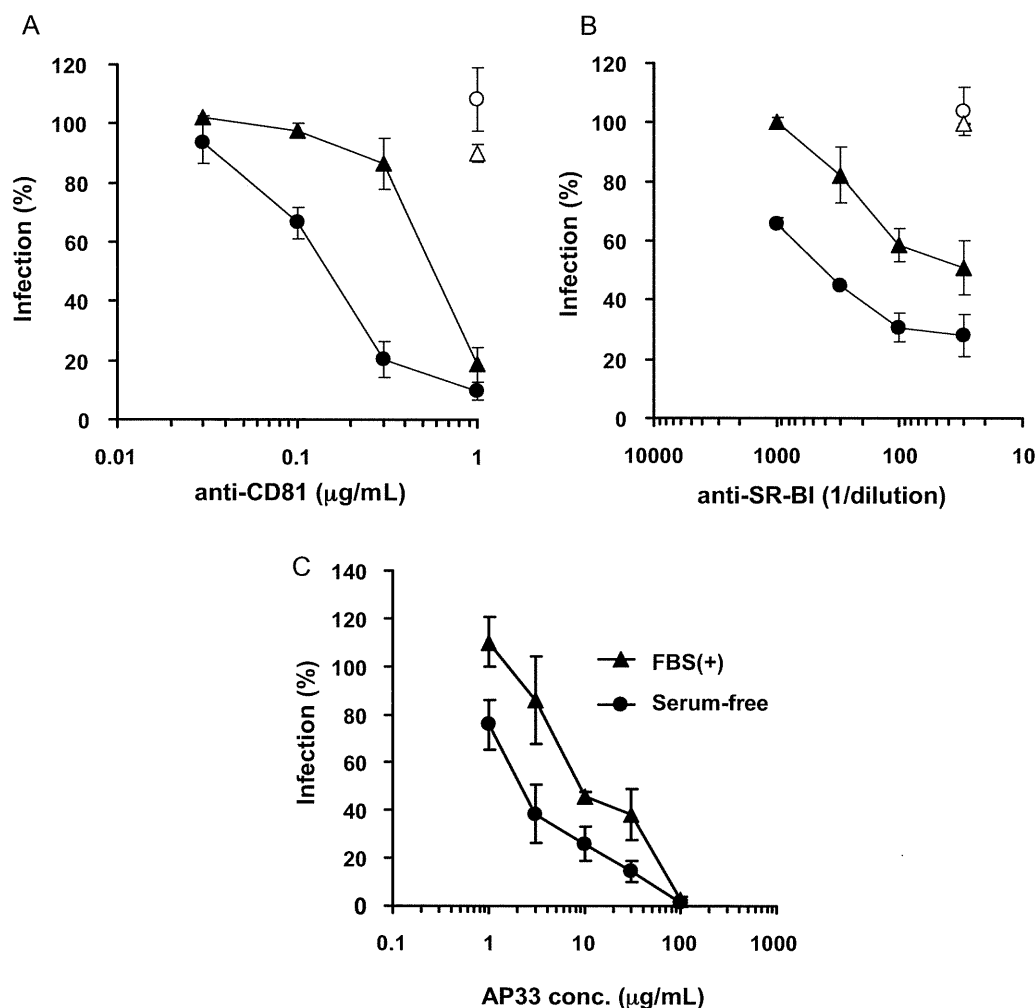 A
120
100
80
60
40
20
0
Infection (%)
0.01 0.1 1
anti-CD81 (μg/mL)
B
120
100
80
60
40
20
0
Infection (%)
10000 1000 100 10
anti-SR-BI (1/dilution)
C
140
120
100
80
60
40
20
0
Infection (%)
FBS(+)
Serum-free
0.1 1 10 100 1000
AP33 conc. (μg/mL)